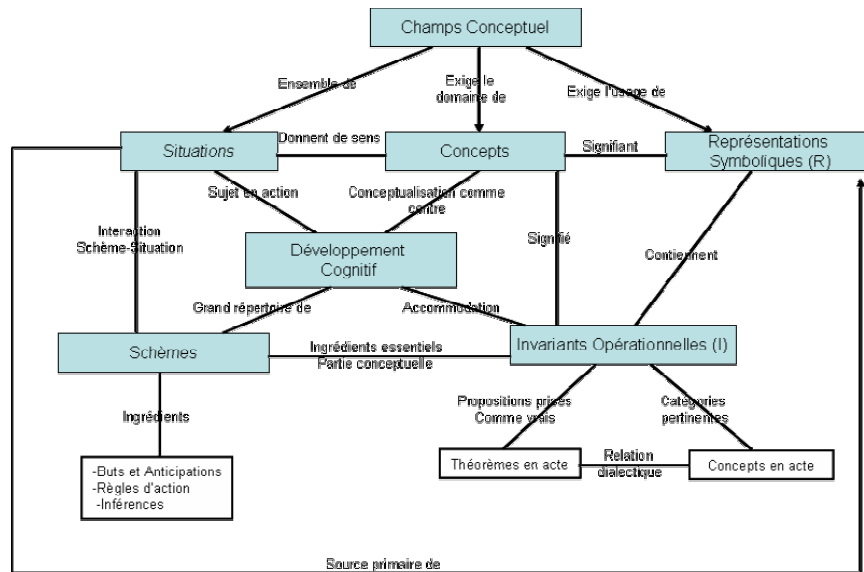 Champs Conceptuel
Ensemble de
Exige le
domaine de
Exige l'usage de
Situations
Donnent de sens
Concepts
Signifiant
Représentations
Symboliques (R)
Sujet en action
Conceptualisation comme
centre
Interaction
Schème-Situation
Développement
Cognitif
Signifié
Contiennent
Grand répertoire de
Accommodation
Schèmes
Ingrédients essentiels
Partie conceptuelle
Invariants Opérationnelles (I)
Ingrédients
Propositions prises
Comme vrais
Catégories
pertinentes
-Buts et Anticipations
-Règles d'action
-Inférences
Théorèmes en acte
Relation
dialectique
Concepts en acte
Source primaire de